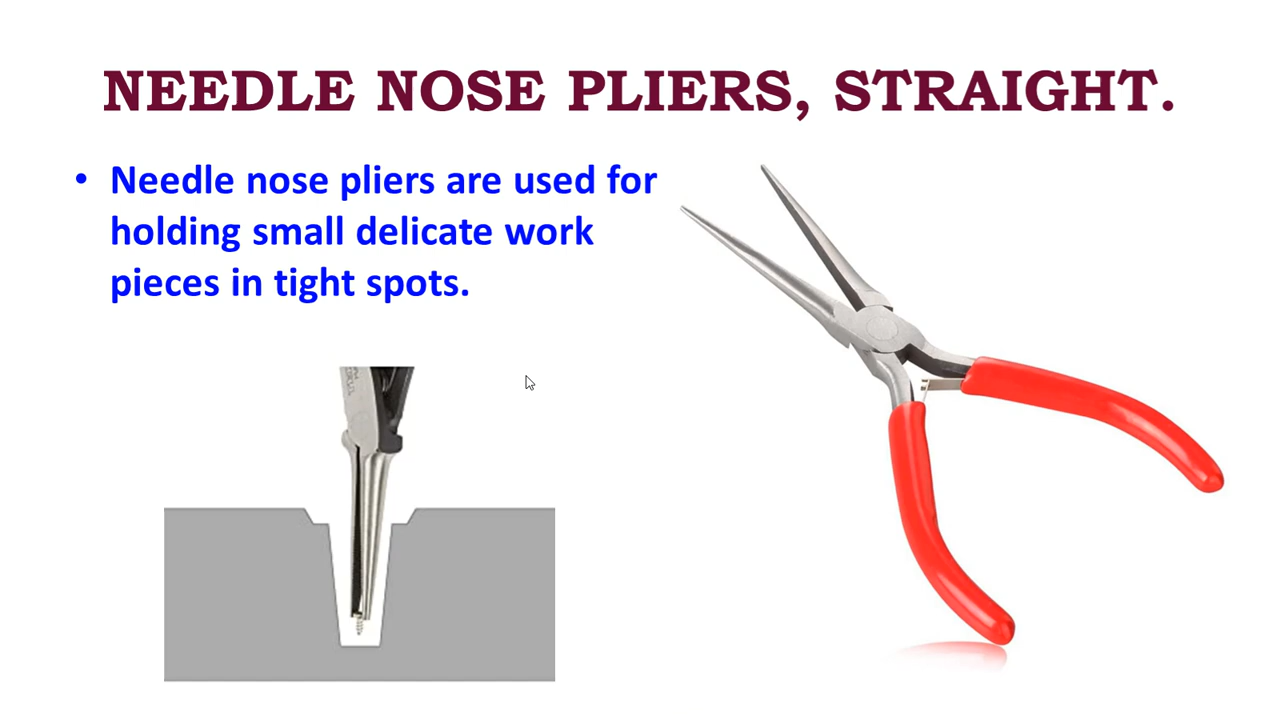 NEEDLE NOSE PLIERS, STRAIGHT.
• Needle nose pliers are used for
holding small delicate work
pieces in tight spots.